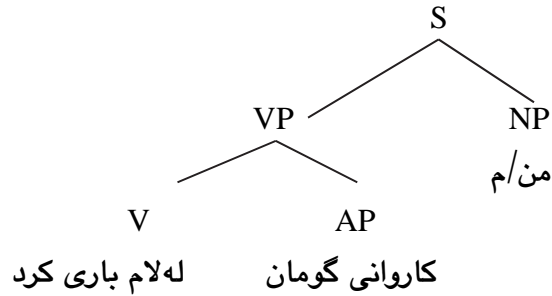 S
VP NP
من/م
V AP
کاروانی گومان لەلام باری کرد